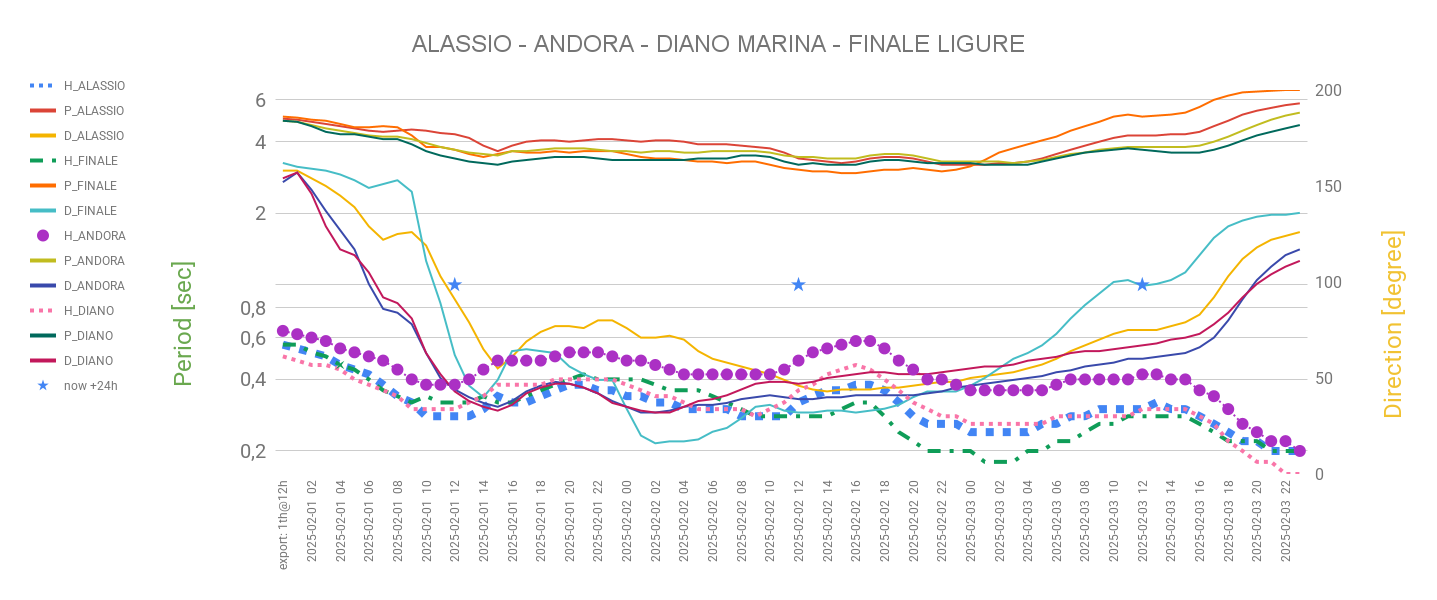 ALASSIO - ANDORA - DIANO MARINA - FINALE LIGURE
H_ALASSIO
P_ALASSIO
D_ALASSIO
H_FINALE
P_FINALE
D_FINALE
H_ANDORA
P_ANDORA
D_ANDORA
H_DIANO
P_DIANO
D_DIANO
now +24h
Period [sec]
6
4
2
0,8
0,6
0,4
0,2
200
150
100
50
0
Direction [degree]
export: 1th@12h
2025-02-01 02
2025-02-01 04
2025-02-01 06
2025-02-01 08
2025-02-01 10
2025-02-01 12
2025-02-01 14
2025-02-01 16
2025-02-01 18
2025-02-01 20
2025-02-01 22
2025-02-02 00
2025-02-02 02
2025-02-02 04
2025-02-02 06
2025-02-02 08
2025-02-02 10
2025-02-02 12
2025-02-02 14
2025-02-02 16
2025-02-02 18
2025-02-02 20
2025-02-02 22
2025-02-03 00
2025-02-03 02
2025-02-03 04
2025-02-03 06
2025-02-03 08
2025-02-03 10
2025-02-03 12
2025-02-03 14
2025-02-03 16
2025-02-03 18
2025-02-03 20
2025-02-03 22